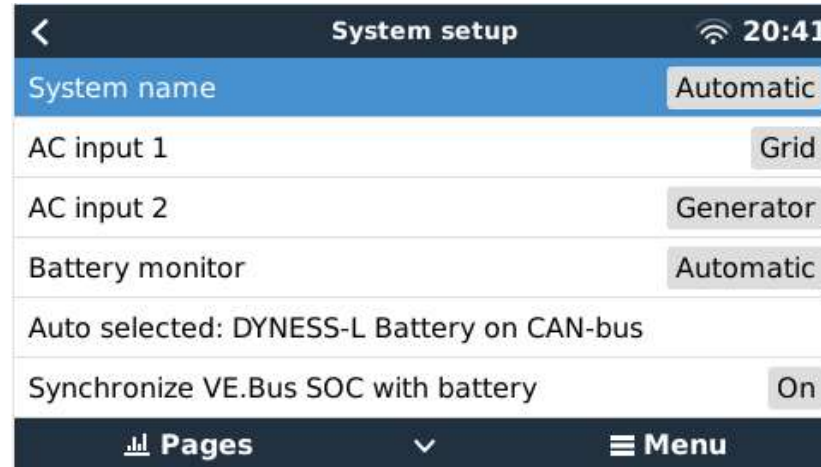 System setup 20:41
System name Automatic
AC input 1 Grid
AC input 2 Generator
Battery monitor Automatic
Auto selected: DYNESS-L Battery on CAN-bus
Synchronize VE.Bus SOC with battery On
Pages Menu